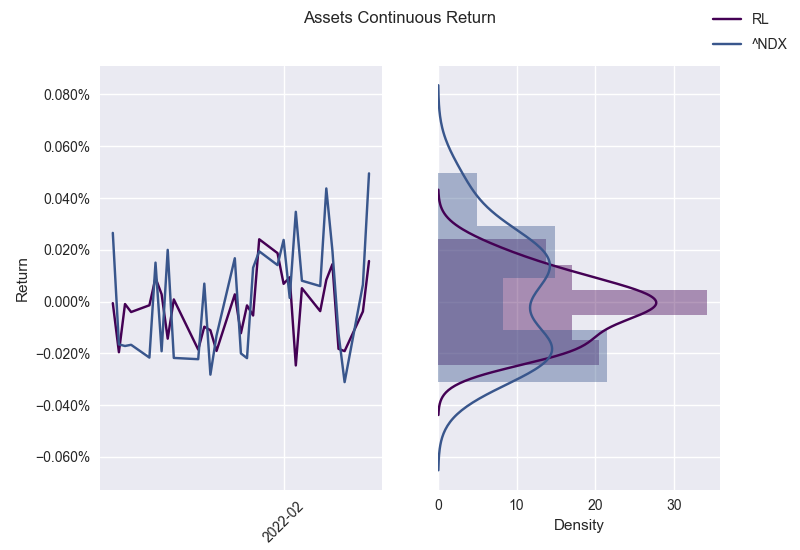 Assets Continuous Return
RL
^NDX
0.080%
0.060%
0.040%
0.020%
0.000%
−0.020%
−0.040%
−0.060%
Return
2022-02
0 10 20 30
Density